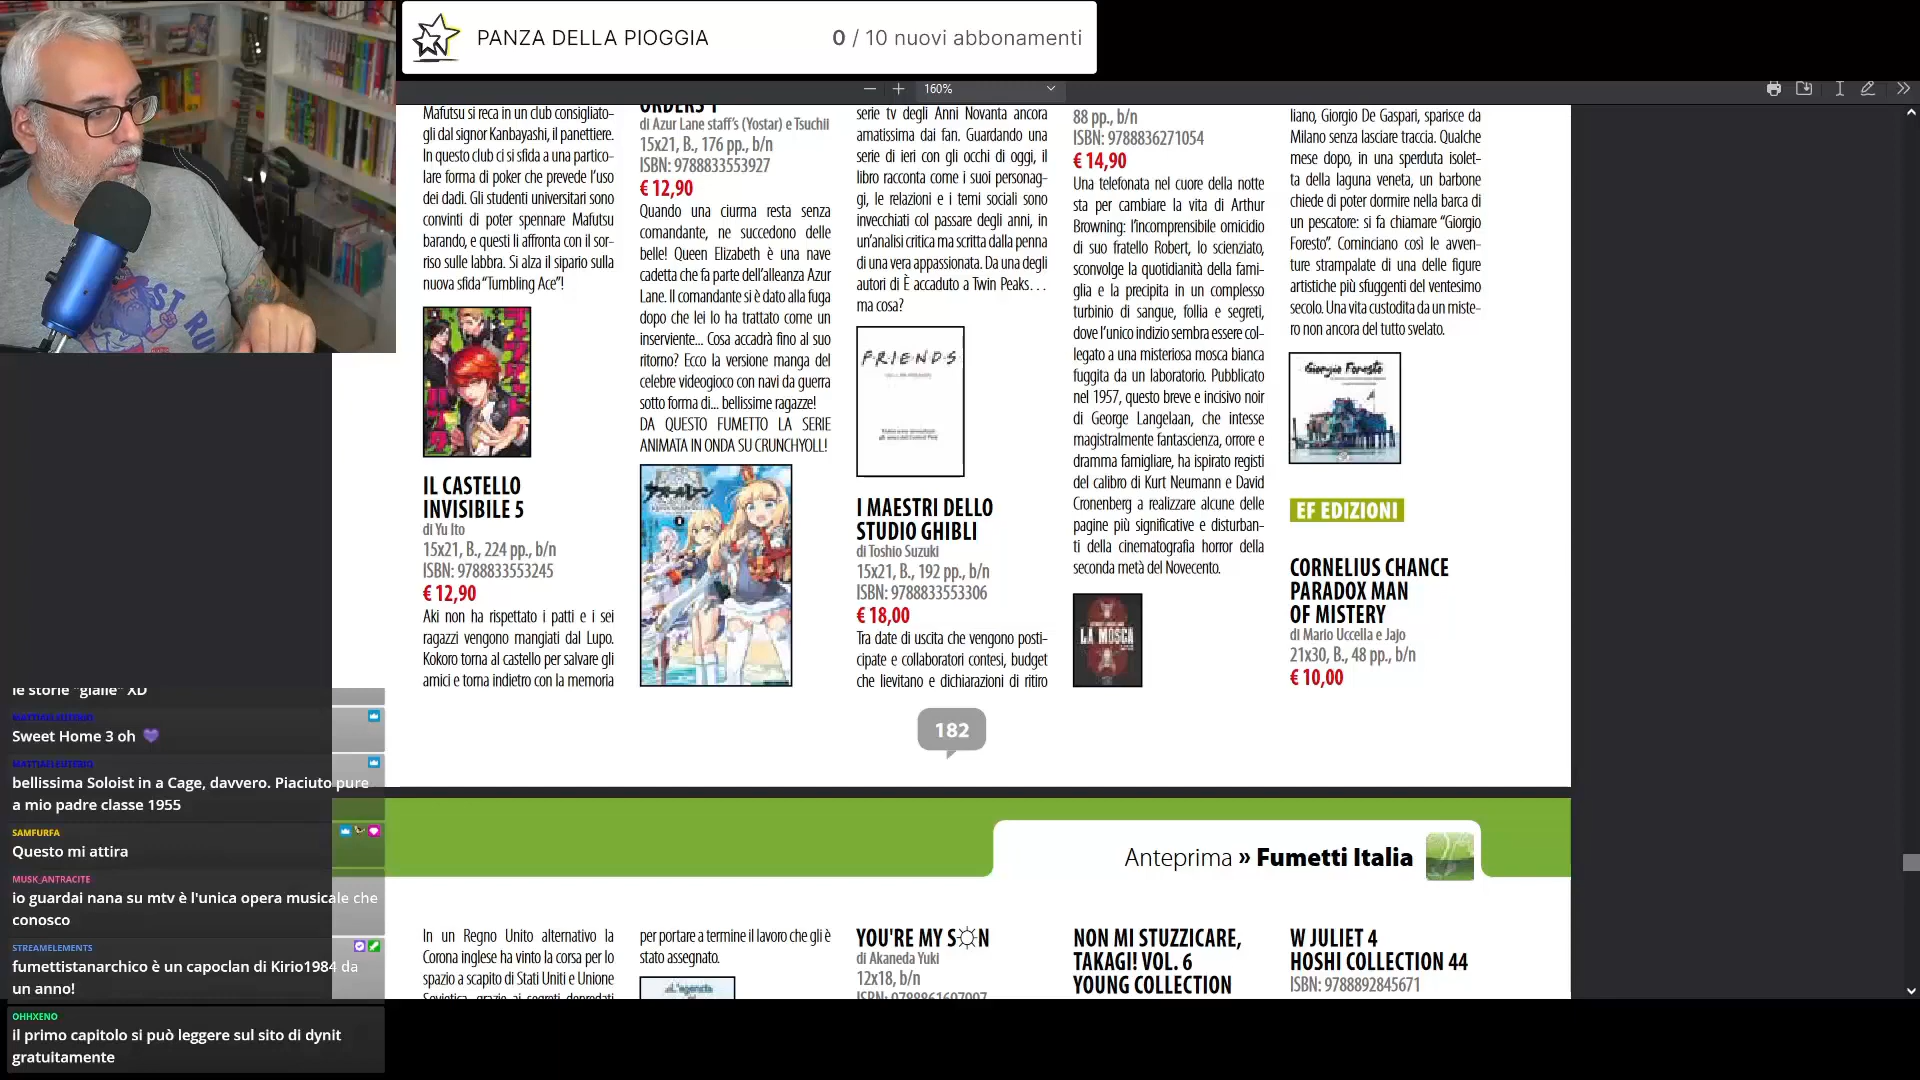 PANZA DELLA PIOGGIA
0 / 10 nuovi abbonamenti
160%
Mafutsu si reca in un club consigliato-
gli dal signor Kanbayashi, il panettiere.
In questo club ci si sfida a una partico-
lare forma di poker che prevede l'uso
dei dadi. Gli studenti universitari sono
convinti di poter spennare Mafutsu
barando, e questi li affronta con il sor-
riso sulle labbra. Si alza il sipario sulla
nuova sfida "Tumbling Ace"!
IL CASTELLO
INVISIBILE 5
di Yu Ito
15x21, B., 224 pp., b/n
ISBN: 9788833553245
€ 12,90
Aki non ha rispettato i patti e i sei
ragazzi vengono mangiati dal Lupo.
Kokoro torna al castello per salvare gli
amici e torna indietro con la memoria
ORDERS 1
di Azur Lane staff's (Yostar) e Tsuchii
15x21, B., 176 pp., b/n
ISBN: 9788833553927
€ 12,90
Quando una ciurma resta senza
comandante, ne succedono delle
belle! Queen Elizabeth è una nave
cadetta che fa parte dell'alleanza Azur
Lane. Il comandante si è dato alla fuga
dopo che lei lo ha trattato come un
inserviente... Cosa accadrà fino al suo
ritorno? Ecco la versione manga del
celebre videogioco con navi da guerra
sotto forma di... bellissime ragazze!
DA QUESTO FUMETTO LA SERIE
ANIMATA IN ONDA SU CRUNCHYOLL!
アズールレーン
serie tv degli Anni Novanta ancora
amatissima dai fan. Guardando una
serie di ieri con gli occhi di oggi, il
libro racconta come i suoi personag-
gi, le relazioni e i temi sociali sono
invecchiati col passare degli anni, in
un'analisi critica ma scritta dalla penna
di una vera appassionata. Da una degli
autori di È accaduto a Twin Peaks…
ma cosa?
FRIENDS
I MAESTRI DELLO
STUDIO GHIBLI
di Toshio Suzuki
15x21, B., 192 pp., b/n
ISBN: 9788833553306
€ 18,00
Tra date di uscita che vengono posti-
cipate e collaboratori contesi, budget
che lievitano e dichiarazioni di ritiro
88 pp., b/n
ISBN: 9788836271054
€ 14,90
Una telefonata nel cuore della notte
sta per cambiare la vita di Arthur
Browning: l'incomprensibile omicidio
di suo fratello Robert, lo scienziato,
sconvolge la quotidianità della fami-
glia e la precipita in un complesso
turbinio di sangue, follia e segreti,
dove l'unico indizio sembra essere col-
legato a una misteriosa mosca bianca
fuggita da un laboratorio. Pubblicato
nel 1957, questo breve e incisivo noir
di George Langelaan, che intesse
magistralmente fantascienza, orrore e
dramma famigliare, ha ispirato registi
del calibro di Kurt Neumann e David
Cronenberg a realizzare alcune delle
pagine più significative e disturban-
ti della cinematografia horror della
seconda metà del Novecento.
LA MOSCA
liano, Giorgio De Gaspari, sparisce da
Milano senza lasciare traccia. Qualche
mese dopo, in una sperduta isolet-
ta della laguna veneta, un barbone
chiede di poter dormire nella barca di
un pescatore: si fa chiamare "Giorgio
Foresto". Cominciano così le avven-
ture strampalate di una delle figure
artistiche più sfuggenti del ventesimo
secolo. Una vita custodita da un miste-
ro non ancora del tutto svelato.
Giorgio Foresto
EF EDIZIONI
CORNELIUS CHANCE
PARADOX MAN
OF MISTERY
di Mario Uccella e Jajo
21x30, B., 48 pp., b/n
€ 10,00
182
Anteprima » Fumetti Italia
In un Regno Unito alternativo la
Corona inglese ha vinto la corsa per lo
spazio a scapito di Stati Uniti e Unione
Sovietica, grazie ai segreti depredati
per portare a termine il lavoro che gli è
stato assegnato.
L'agenzia
YOU'RE MY S☼N
di Akaneda Yuki
12x18, b/n
ISBN: 9788861697097
NON MI STUZZICARE,
TAKAGI! VOL. 6
YOUNG COLLECTION
W JULIET 4
HOSHI COLLECTION 44
ISBN: 9788892845671
le storie "gialle" XD
MATTIAELEUTERIO
Sweet Home 3 oh 💜
MATTIAELEUTERIO
bellissima Soloist in a Cage, davvero. Piaciuto pure
a mio padre classe 1955
SAMFURFA
Questo mi attira
MUSK_ANTRACITE
io guardai nana su mtv è l'unica opera musicale che
conosco
STREAMELEMENTS
fumettistanarchico è un capoclan di Kirio1984 da
un anno!
OHHXENO
il primo capitolo si può leggere sul sito di dynit
gratuitamente